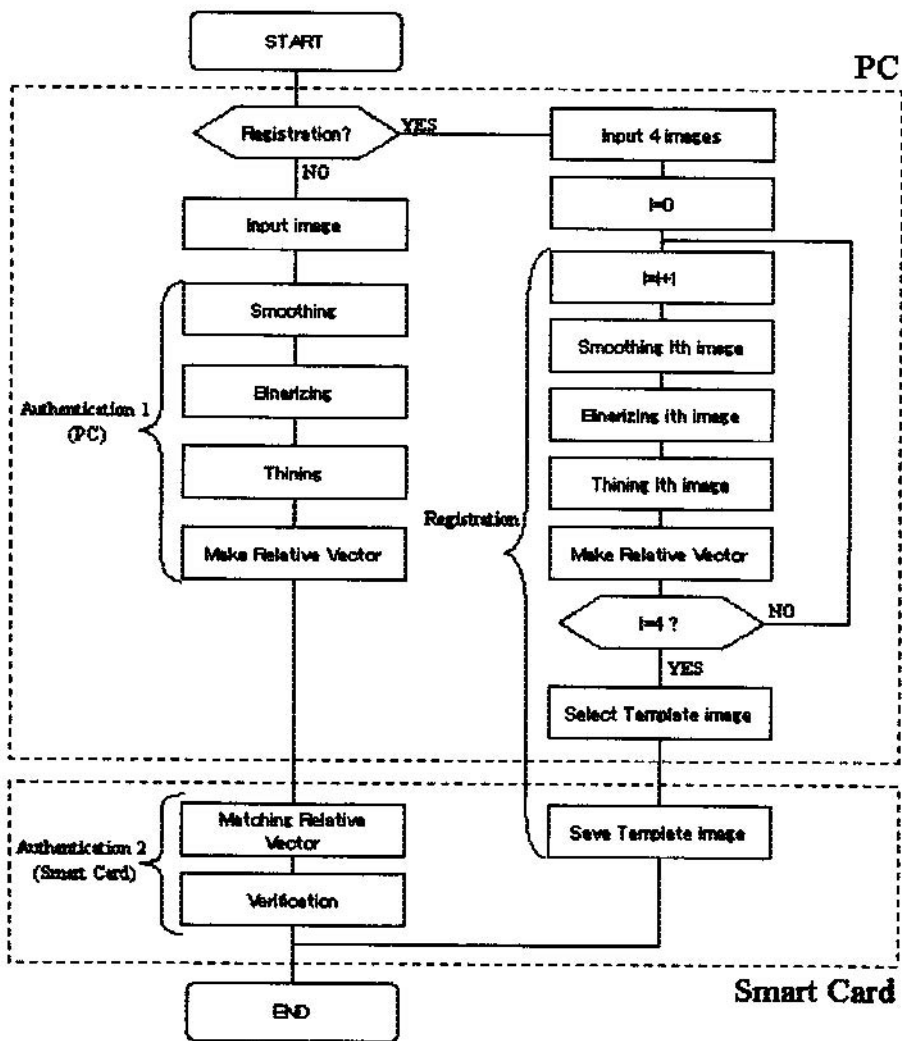 START
PC
Registration?
YES
Input 4 images
NO
I=0
Input image
I=I+1
Smoothing
Smoothing Ith image
Binarizing
Binarizing ith image
Authentication 1
(PC)
Thining
Thining Ith image
Registration
Make Relative Vector
Make Relative Vector
I=4 ?
NO
YES
Select Template image
Matching Relative
Vector
Save Template image
Authentication 2
(Smart Card)
Verification
Smart Card
END